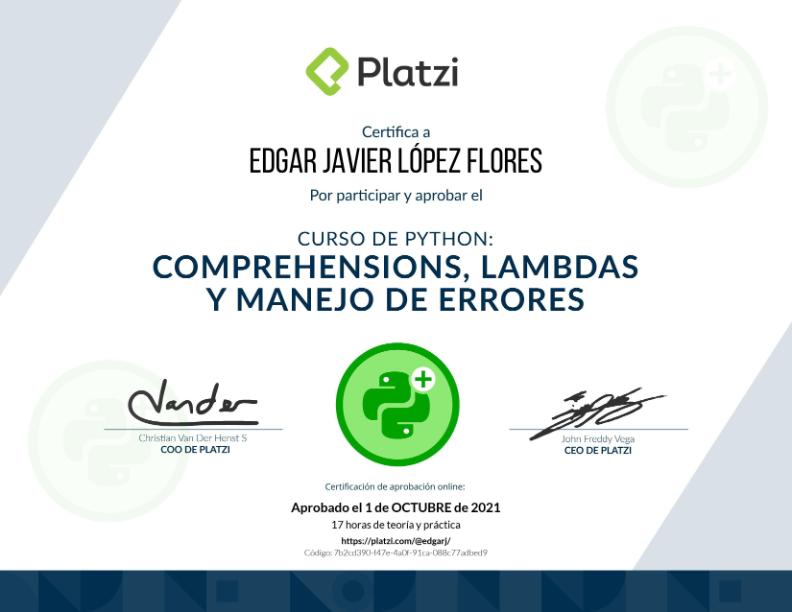 Platzi
Certifica a
EDGAR JAVIER LÓPEZ FLORES
Por participar y aprobar el
CURSO DE PYTHON:
COMPREHENSIONS, LAMBDAS
Y MANEJO DE ERRORES
Vander
Christian Van Der Henst S
COO DE PLATZI
John Freddy Vega
CEO DE PLATZI
Certificación de aprobación online:
Aprobado el 1 de OCTUBRE de 2021
17 horas de teoría y práctica
https://platzi.com/@edgarj/
Código: 7b2cd390-f47e-4a0f-91ca-088c77adbed9